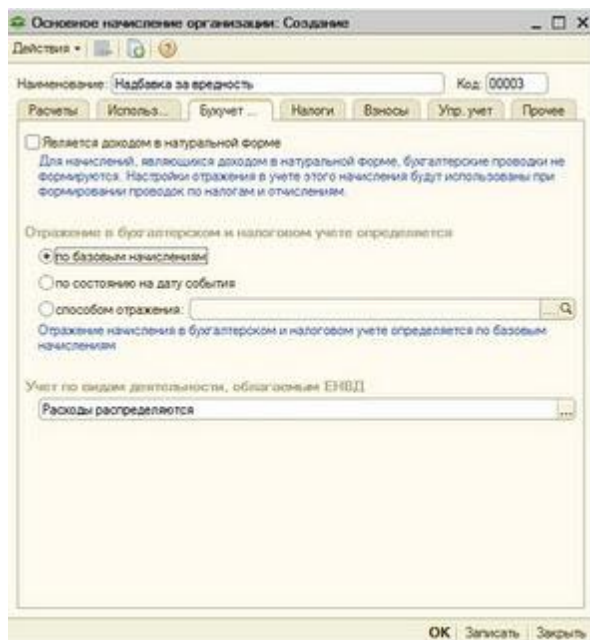 Основное начисление организации: Создание
Действия
Наименование: Надбавка за вредность Код: 00003
Расчеты Использ... Бухучет ... Налоги Взносы Упр. учет Прочее
Является доходом в натуральной форме
Для начислений, являющихся доходом в натуральной форме, бухгалтерские проводки не
формируются. Настройки отражения в учете этого начисления будут использованы при
формировании проводок по налогам и отчислениям.
Отражение в бухгалтерском и налоговом учете определяется
по базовым начислениям
по состоянию на дату события
способом отражения:
Отражение начисления в бухгалтерском и налоговом учете определяется по базовым
начислениям
Учет по видам деятельности, облагаемым ЕНВД
Расходы распределяются
OK Записать Закрыть